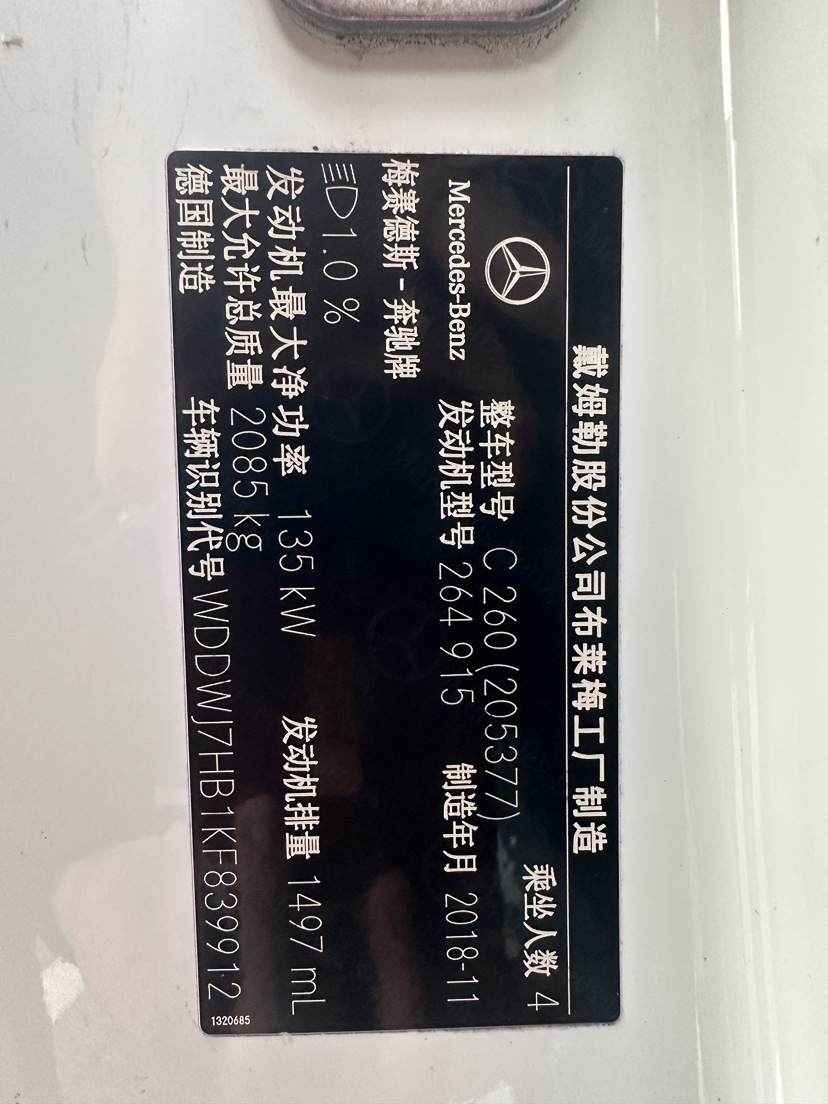 戴姆勒股份公司布莱梅工厂制造
乘坐人数 4
整车型号 C 260 (205377)
Mercedes-Benz 发动机型号 264 915 制造年月 2018-11
梅赛德斯-奔驰牌
1.0 %
发动机最大净功率 135 kW 发动机排量 1497 mL
最大允许总质量 2085 kg
德国制造 车辆识别代号 WDDWJ7HB1KF839912
1320685